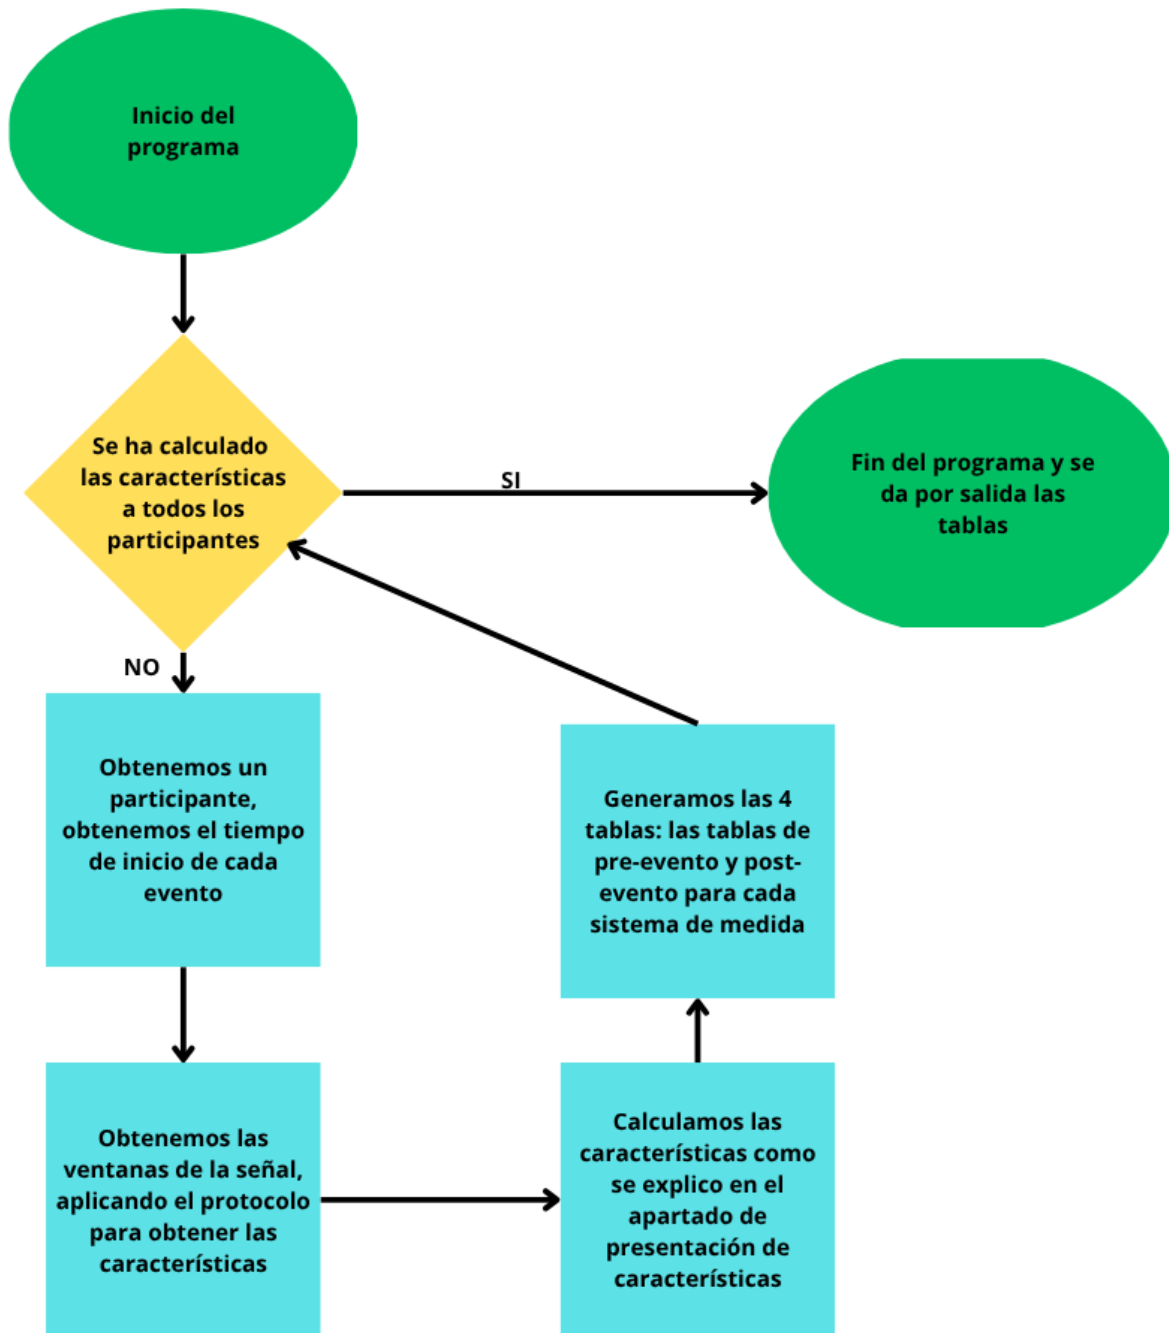 Inicio del
programa
Se ha calculado
las características
a todos los
participantes
SI
Fin del programa y se
da por salida las
tablas
NO
Obtenemos un
participante,
obtenemos el tiempo
de inicio de cada
evento
Obtenemos las
ventanas de la señal,
aplicando el protocolo
para obtener las
características
Calculamos las
características como
se explico en el
apartado de
presentación de
características
Generamos las 4
tablas: las tablas de
pre-evento y post-
evento para cada
sistema de medida